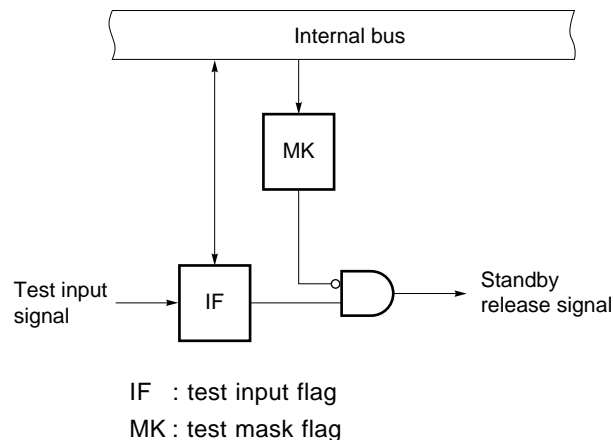 Internal bus
MK
Test input
signal
IF
Standby
release signal
IF : test input flag
MK : test mask flag